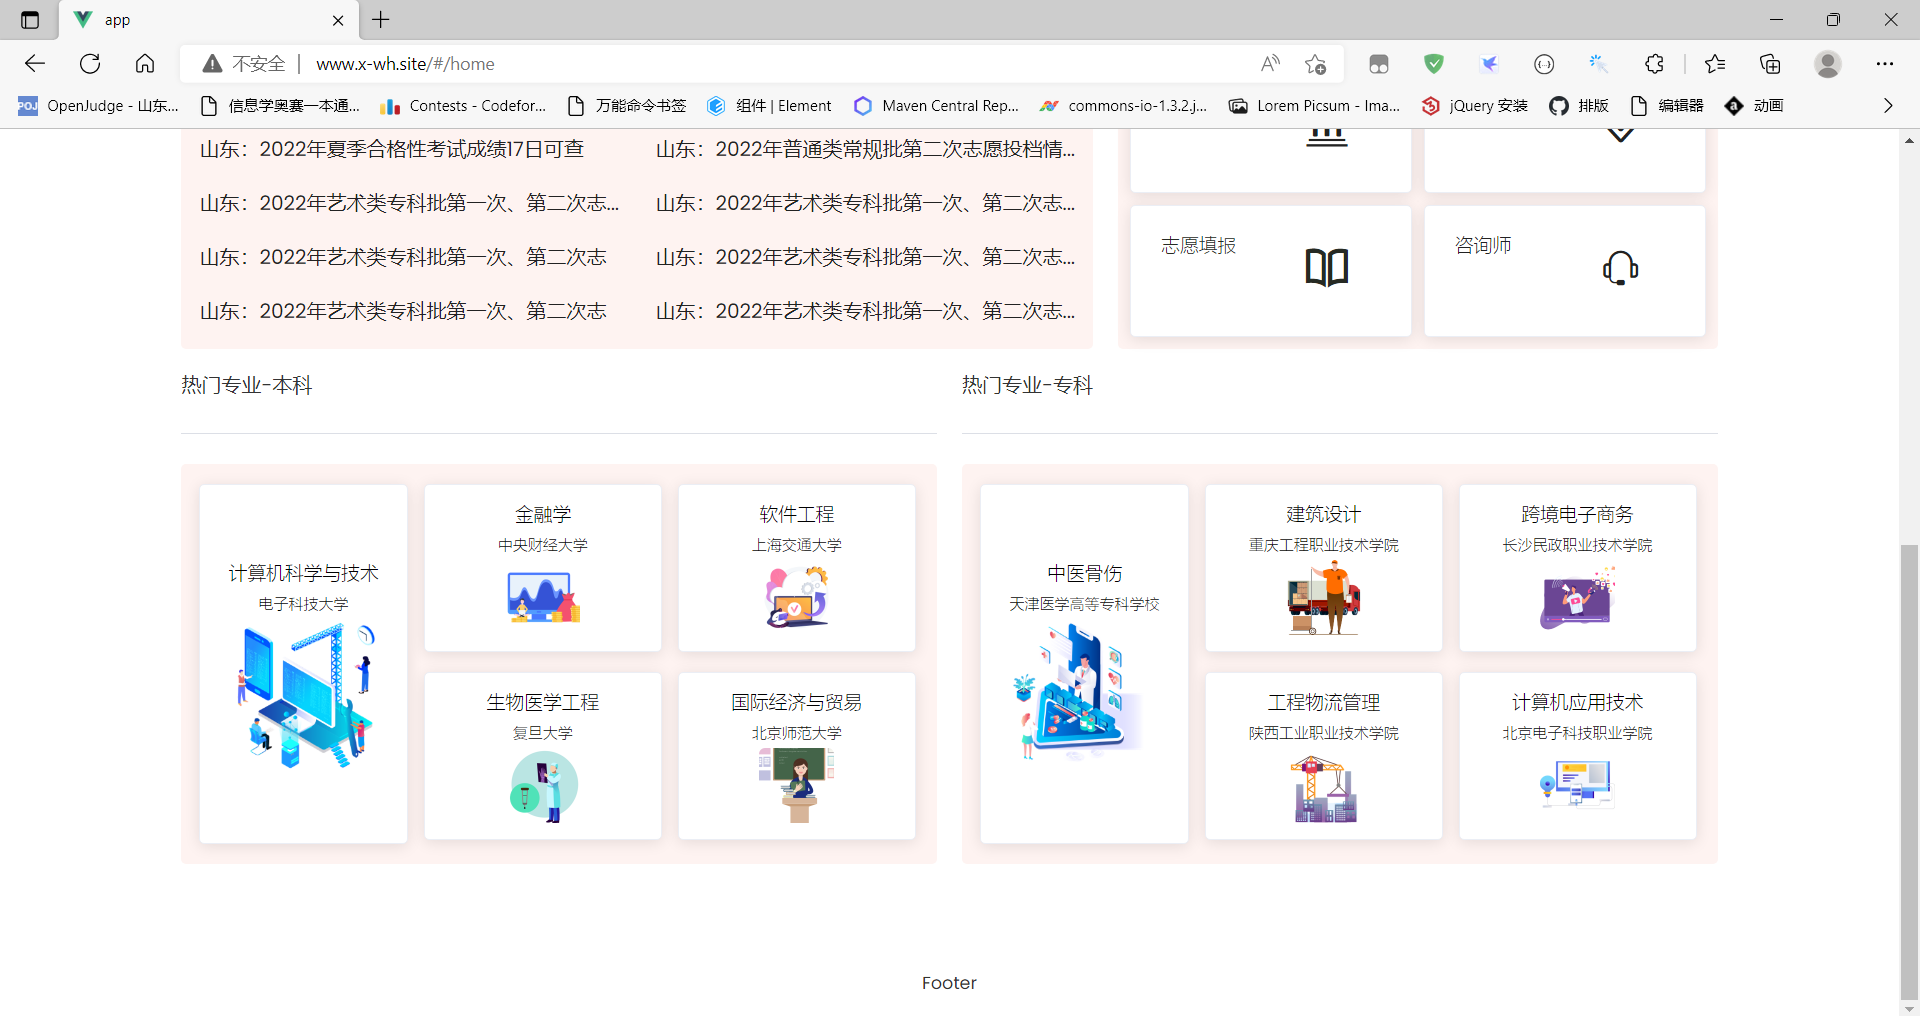 app
不安全
www.x-wh.site/#/home
OpenJudge - 山东...
信息学奥赛一本通...
Contests - Codefor...
万能命令书签
组件 | Element
Maven Central Rep...
commons-io-1.3.2.j...
Lorem Picsum - Ima...
jQuery 安装
排版
编辑器
动画
山东：2022年夏季合格性考试成绩17日可查
山东：2022年普通类常规批第二次志愿投档情...
山东：2022年艺术类专科批第一次、第二次志...
山东：2022年艺术类专科批第一次、第二次志...
山东：2022年艺术类专科批第一次、第二次志
山东：2022年艺术类专科批第一次、第二次志...
山东：2022年艺术类专科批第一次、第二次志
山东：2022年艺术类专科批第一次、第二次志...
志愿填报
咨询师
热门专业-本科
热门专业-专科
计算机科学与技术
电子科技大学
金融学
中央财经大学
软件工程
上海交通大学
生物医学工程
复旦大学
国际经济与贸易
北京师范大学
中医骨伤
天津医学高等专科学校
建筑设计
重庆工程职业技术学院
跨境电子商务
长沙民政职业技术学院
工程物流管理
陕西工业职业技术学院
计算机应用技术
北京电子科技职业学院
Footer